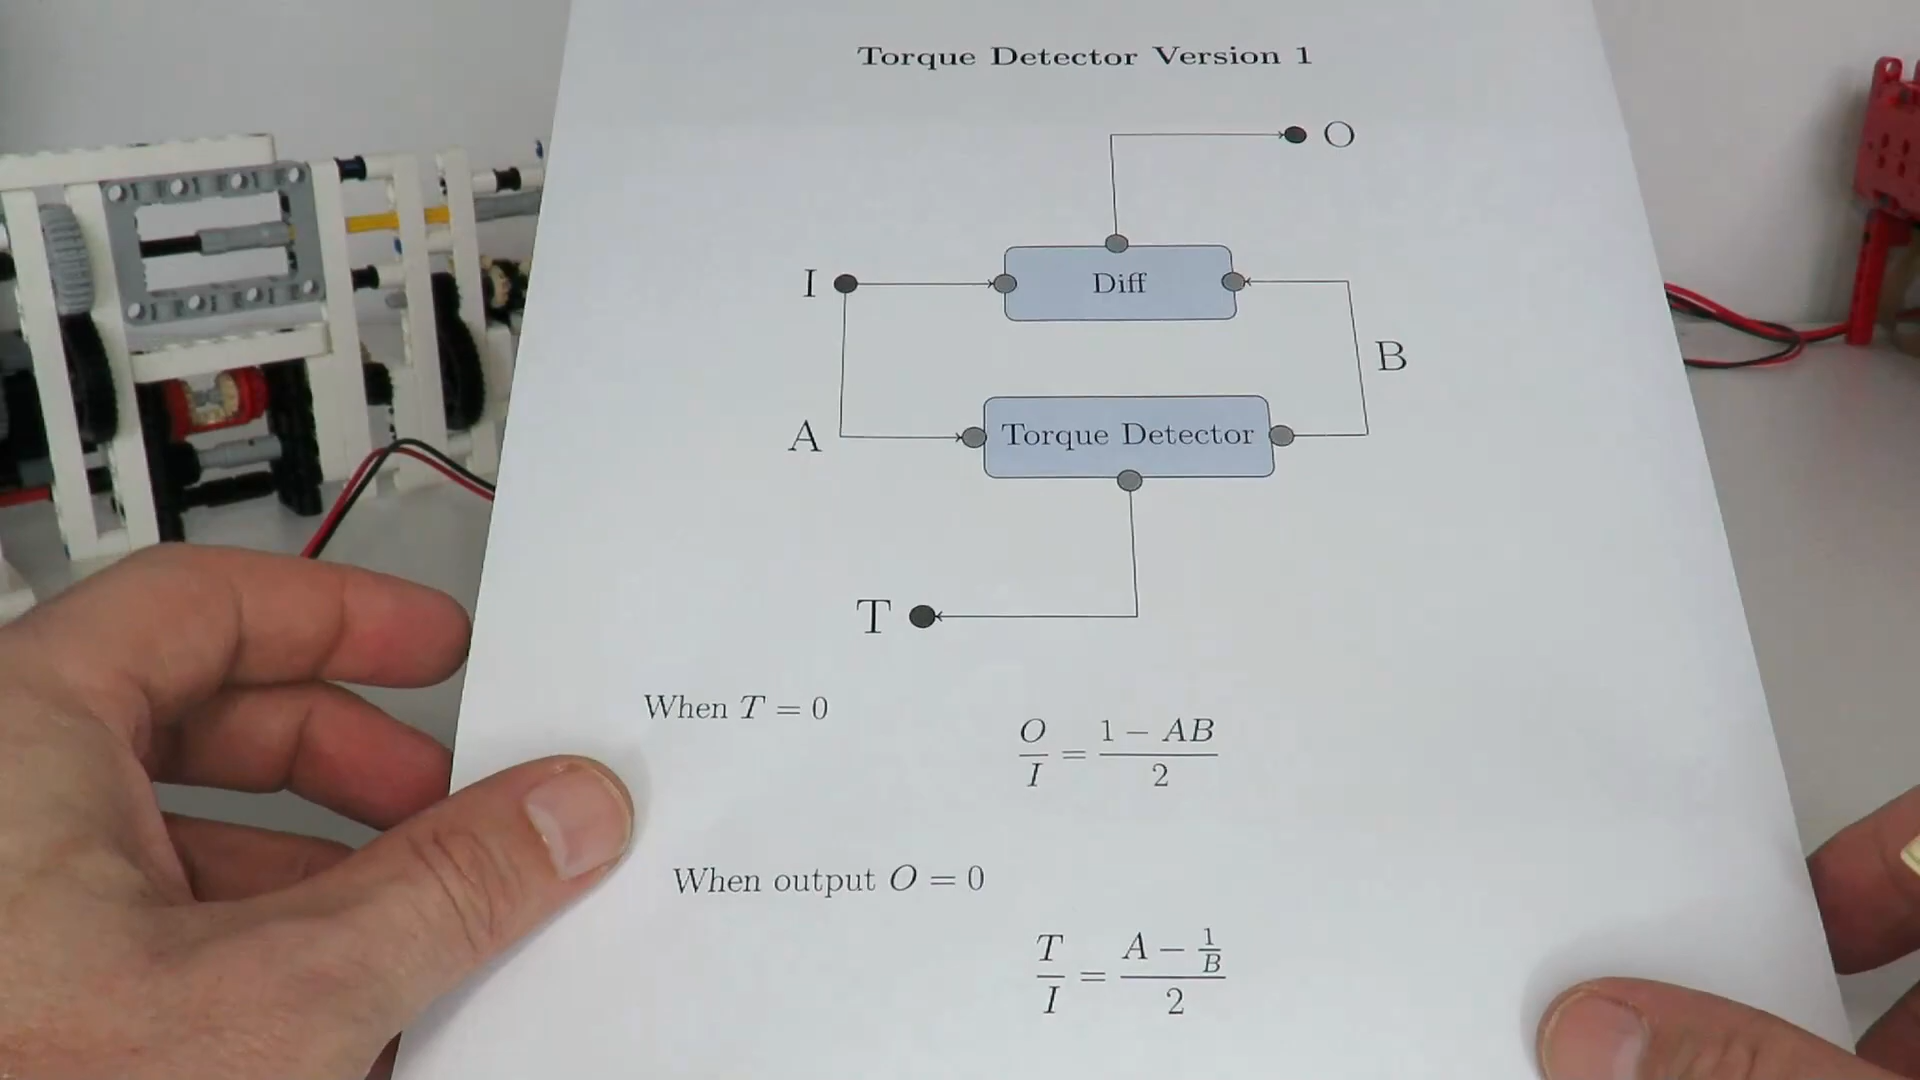 Torque Detector Version 1
O
I
Diff
B
A
Torque Detector
T
When T = 0
O/I = (1 − AB)/2
When output O = 0
T/I = (A − 1/B)/2